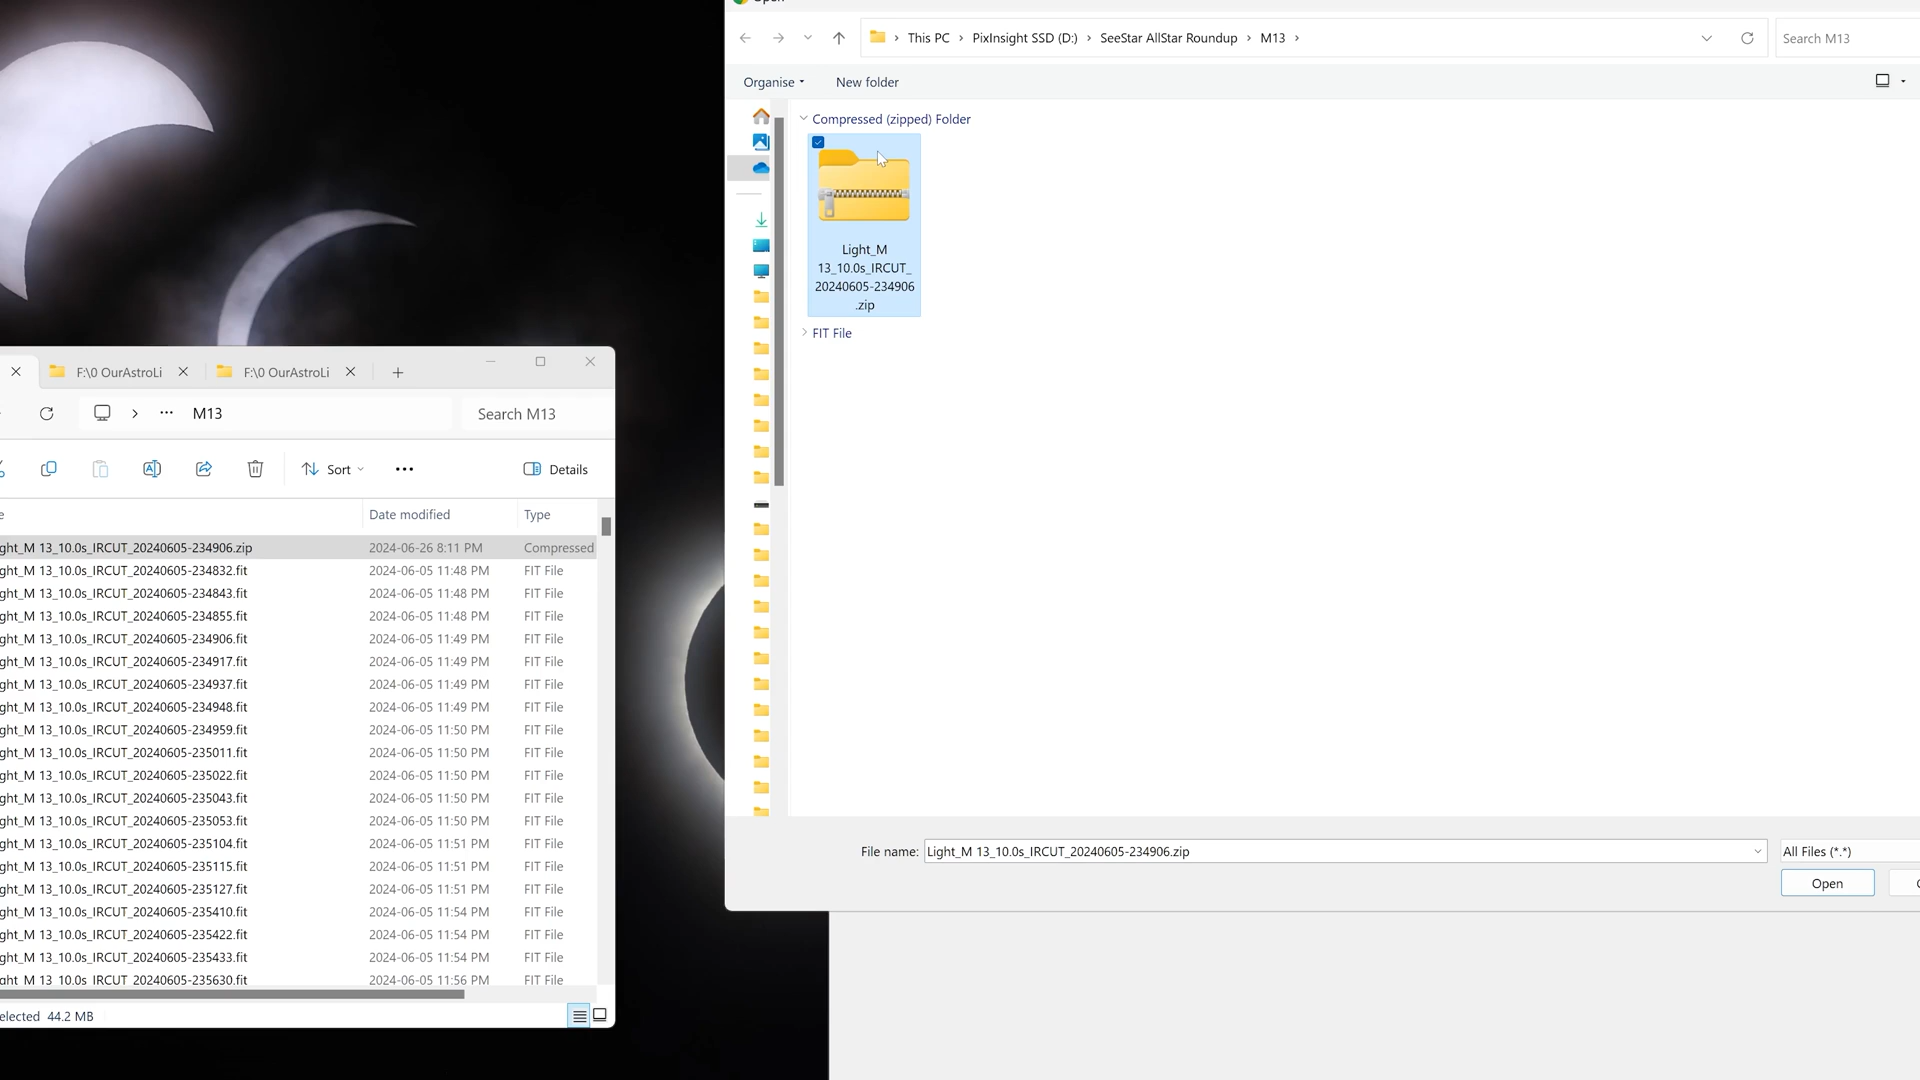 Open
This PC › PixInsight SSD (D:) › SeeStar AllStar Roundup › M13 ›
Search M13
Organise
New folder
Compressed (zipped) Folder
Light_M
13_10.0s_IRCUT_
20240605-234906
.zip
FIT File
File name: Light_M 13_10.0s_IRCUT_20240605-234906.zip
All Files (*.*)
Open
F:\0 OurAstroLi
F:\0 OurAstroLi
M13
Search M13
Sort
Details
e Date modified Type
ght_M 13_10.0s_IRCUT_20240605-234906.zip 2024-06-26 8:11 PM Compressed
ght_M 13_10.0s_IRCUT_20240605-234832.fit 2024-06-05 11:48 PM FIT File
ght_M 13_10.0s_IRCUT_20240605-234843.fit 2024-06-05 11:48 PM FIT File
ght_M 13_10.0s_IRCUT_20240605-234855.fit 2024-06-05 11:48 PM FIT File
ght_M 13_10.0s_IRCUT_20240605-234906.fit 2024-06-05 11:49 PM FIT File
ght_M 13_10.0s_IRCUT_20240605-234917.fit 2024-06-05 11:49 PM FIT File
ght_M 13_10.0s_IRCUT_20240605-234937.fit 2024-06-05 11:49 PM FIT File
ght_M 13_10.0s_IRCUT_20240605-234948.fit 2024-06-05 11:49 PM FIT File
ght_M 13_10.0s_IRCUT_20240605-234959.fit 2024-06-05 11:50 PM FIT File
ght_M 13_10.0s_IRCUT_20240605-235011.fit 2024-06-05 11:50 PM FIT File
ght_M 13_10.0s_IRCUT_20240605-235022.fit 2024-06-05 11:50 PM FIT File
ght_M 13_10.0s_IRCUT_20240605-235043.fit 2024-06-05 11:50 PM FIT File
ght_M 13_10.0s_IRCUT_20240605-235053.fit 2024-06-05 11:50 PM FIT File
ght_M 13_10.0s_IRCUT_20240605-235104.fit 2024-06-05 11:51 PM FIT File
ght_M 13_10.0s_IRCUT_20240605-235115.fit 2024-06-05 11:51 PM FIT File
ght_M 13_10.0s_IRCUT_20240605-235127.fit 2024-06-05 11:51 PM FIT File
ght_M 13_10.0s_IRCUT_20240605-235410.fit 2024-06-05 11:54 PM FIT File
ght_M 13_10.0s_IRCUT_20240605-235422.fit 2024-06-05 11:54 PM FIT File
ght_M 13_10.0s_IRCUT_20240605-235433.fit 2024-06-05 11:54 PM FIT File
ght_M 13_10.0s_IRCUT_20240605-235630.fit 2024-06-05 11:56 PM FIT File
elected 44.2 MB